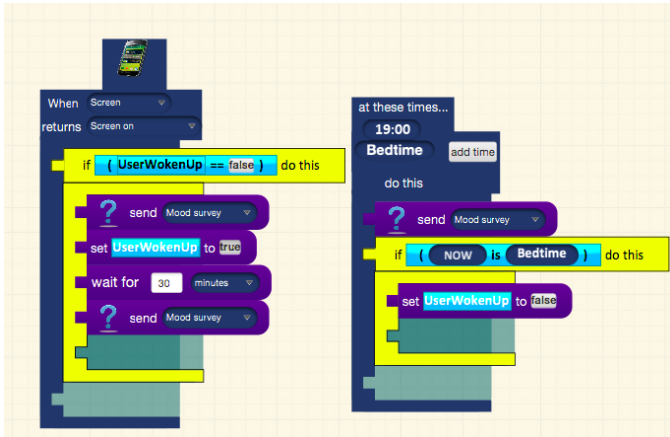 When Screen
returns Screen on
if ( UserWokenUp == false ) do this
? send Mood survey
set UserWokenUp to true
wait for 30 minutes
? send Mood survey
at these times...
19:00
Bedtime add time
do this
? send Mood survey
if ( NOW is Bedtime ) do this
set UserWokenUp to false